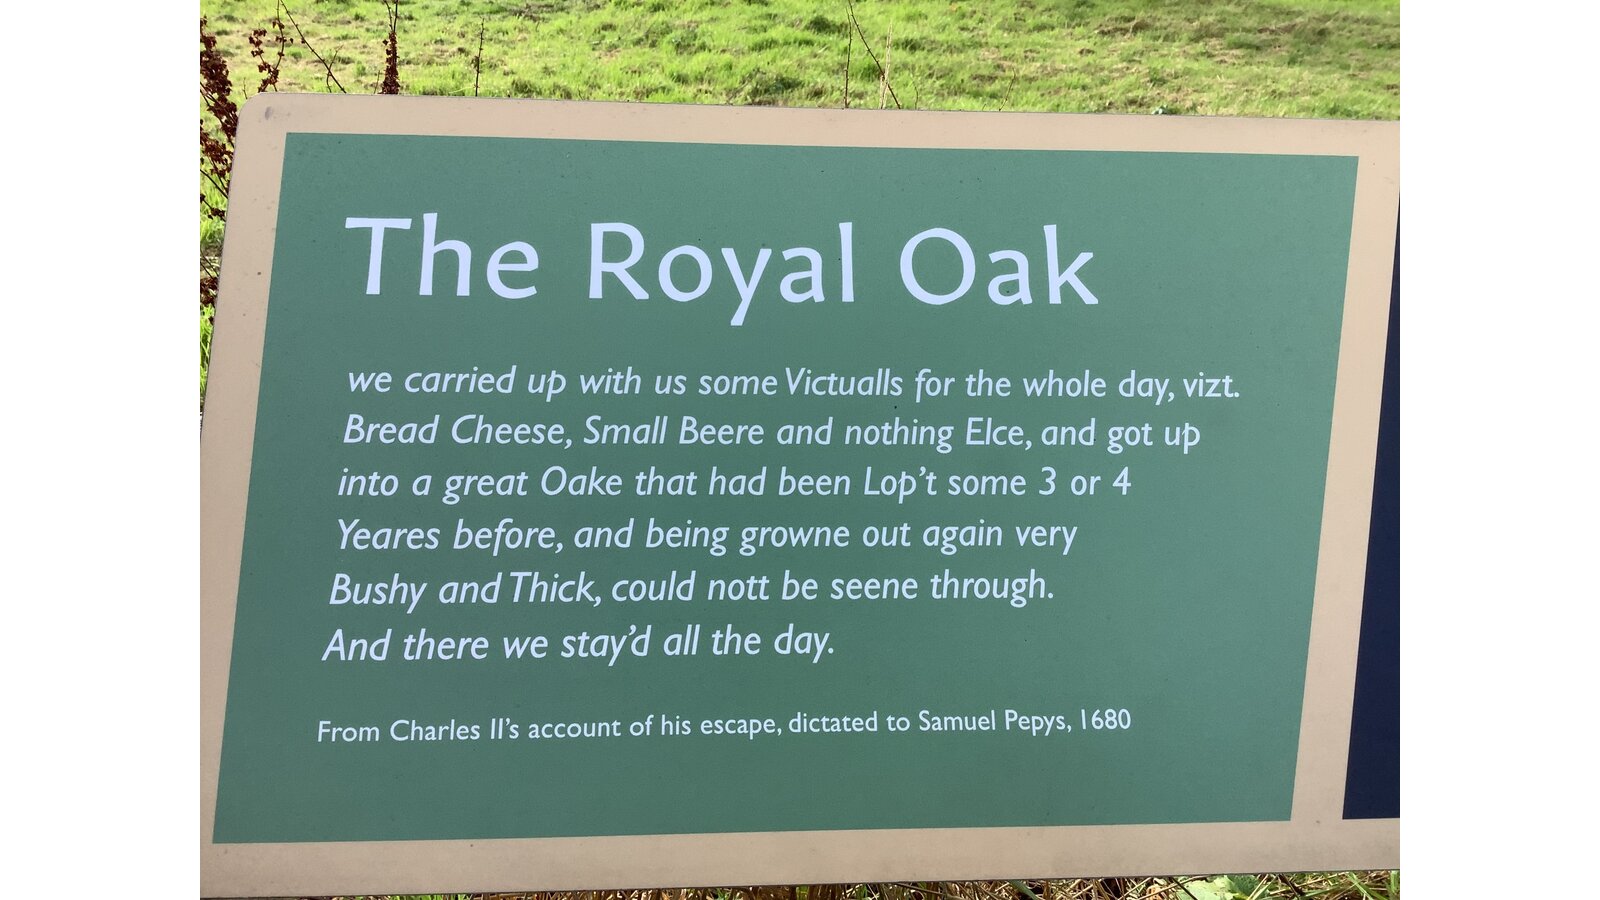 The Royal Oak
we carried up with us some Victualls for the whole day, vizt.
Bread Cheese, Small Beere and nothing Elce, and got up
into a great Oake that had been Lop't some 3 or 4
Yeares before, and being growne out again very
Bushy and Thick, could nott be seene through.
And there we stay'd all the day.
From Charles II's account of his escape, dictated to Samuel Pepys, 1680